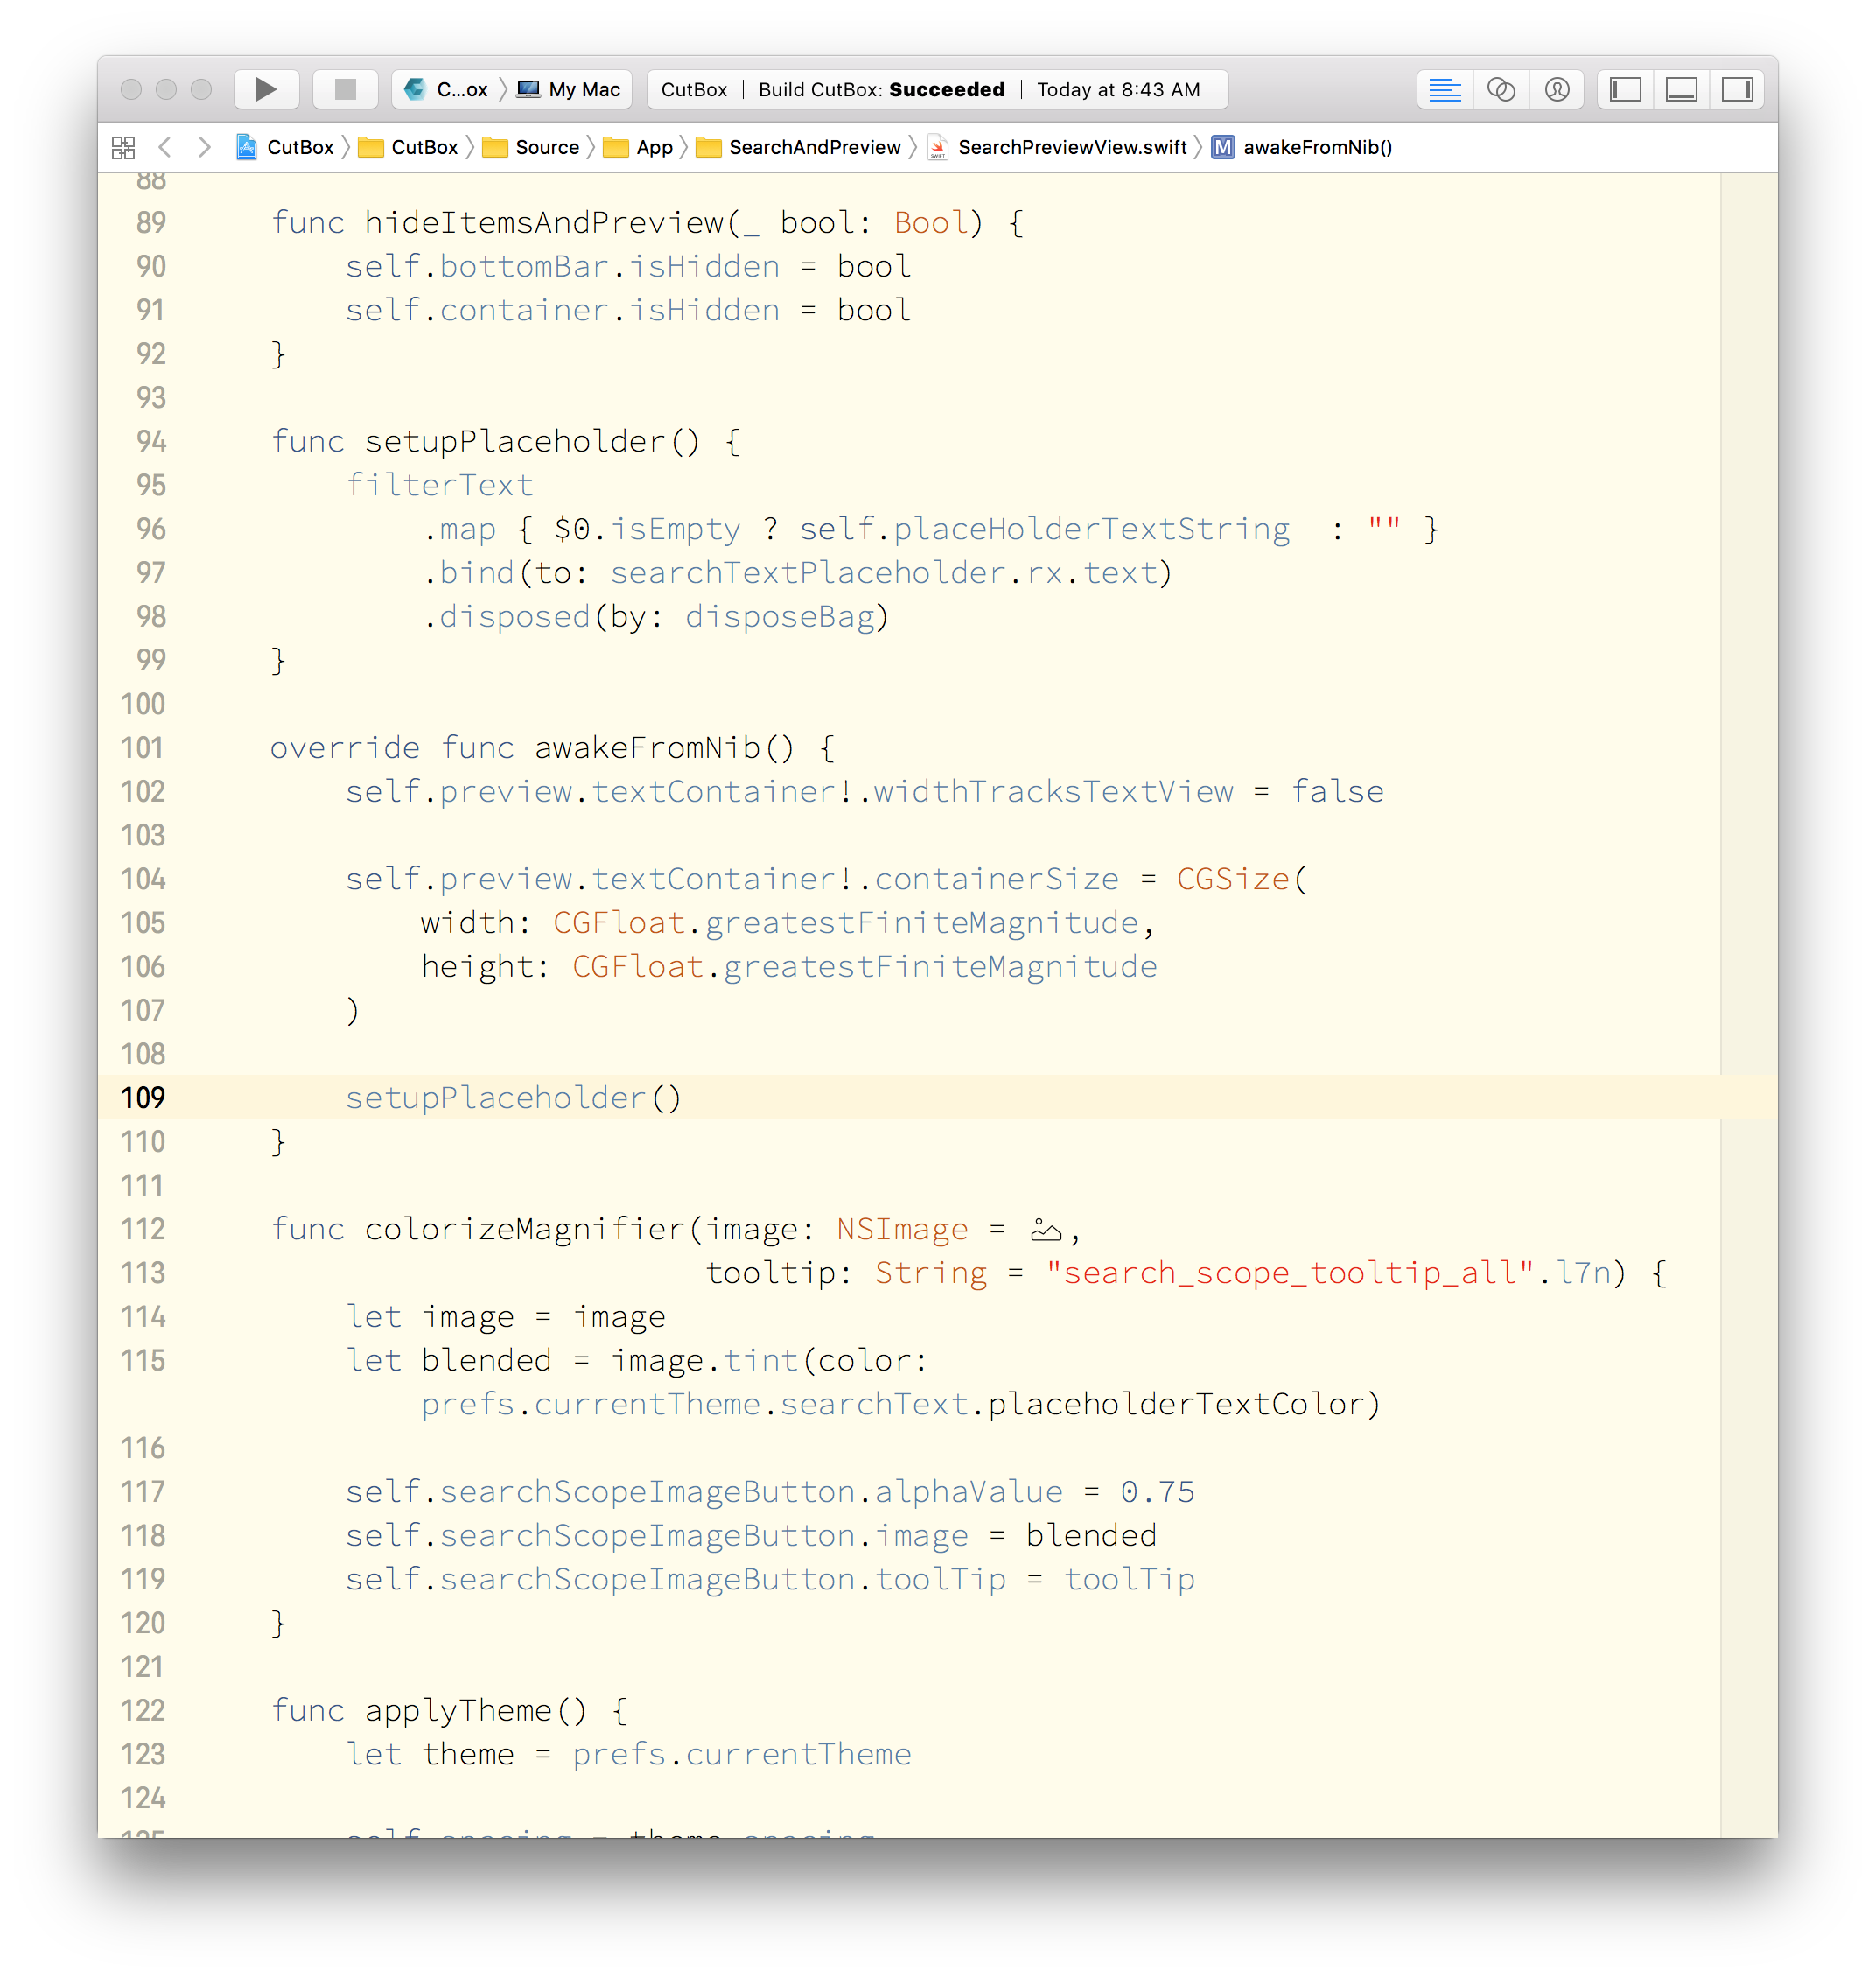 C...ox My Mac CutBox | Build CutBox: Succeeded | Today at 8:43 AM
CutBox CutBox Source App SearchAndPreview SearchPreviewView.swift M awakeFromNib()
88
89 func hideItemsAndPreview(_ bool: Bool) {
90 self.bottomBar.isHidden = bool
91 self.container.isHidden = bool
92 }
93
94 func setupPlaceholder() {
95 filterText
96 .map { $0.isEmpty ? self.placeHolderTextString  : "" }
97 .bind(to: searchTextPlaceholder.rx.text)
98 .disposed(by: disposeBag)
99 }
100
101 override func awakeFromNib() {
102 self.preview.textContainer!.widthTracksTextView = false
103
104 self.preview.textContainer!.containerSize = CGSize(
105 width: CGFloat.greatestFiniteMagnitude,
106 height: CGFloat.greatestFiniteMagnitude
107 )
108
109 setupPlaceholder()
110 }
111
112 func colorizeMagnifier(image: NSImage = ,
113 tooltip: String = "search_scope_tooltip_all".l7n) {
114 let image = image
115 let blended = image.tint(color:
prefs.currentTheme.searchText.placeholderTextColor)
116
117 self.searchScopeImageButton.alphaValue = 0.75
118 self.searchScopeImageButton.image = blended
119 self.searchScopeImageButton.toolTip = toolTip
120 }
121
122 func applyTheme() {
123 let theme = prefs.currentTheme
124
125 self.spacing = theme.spacing